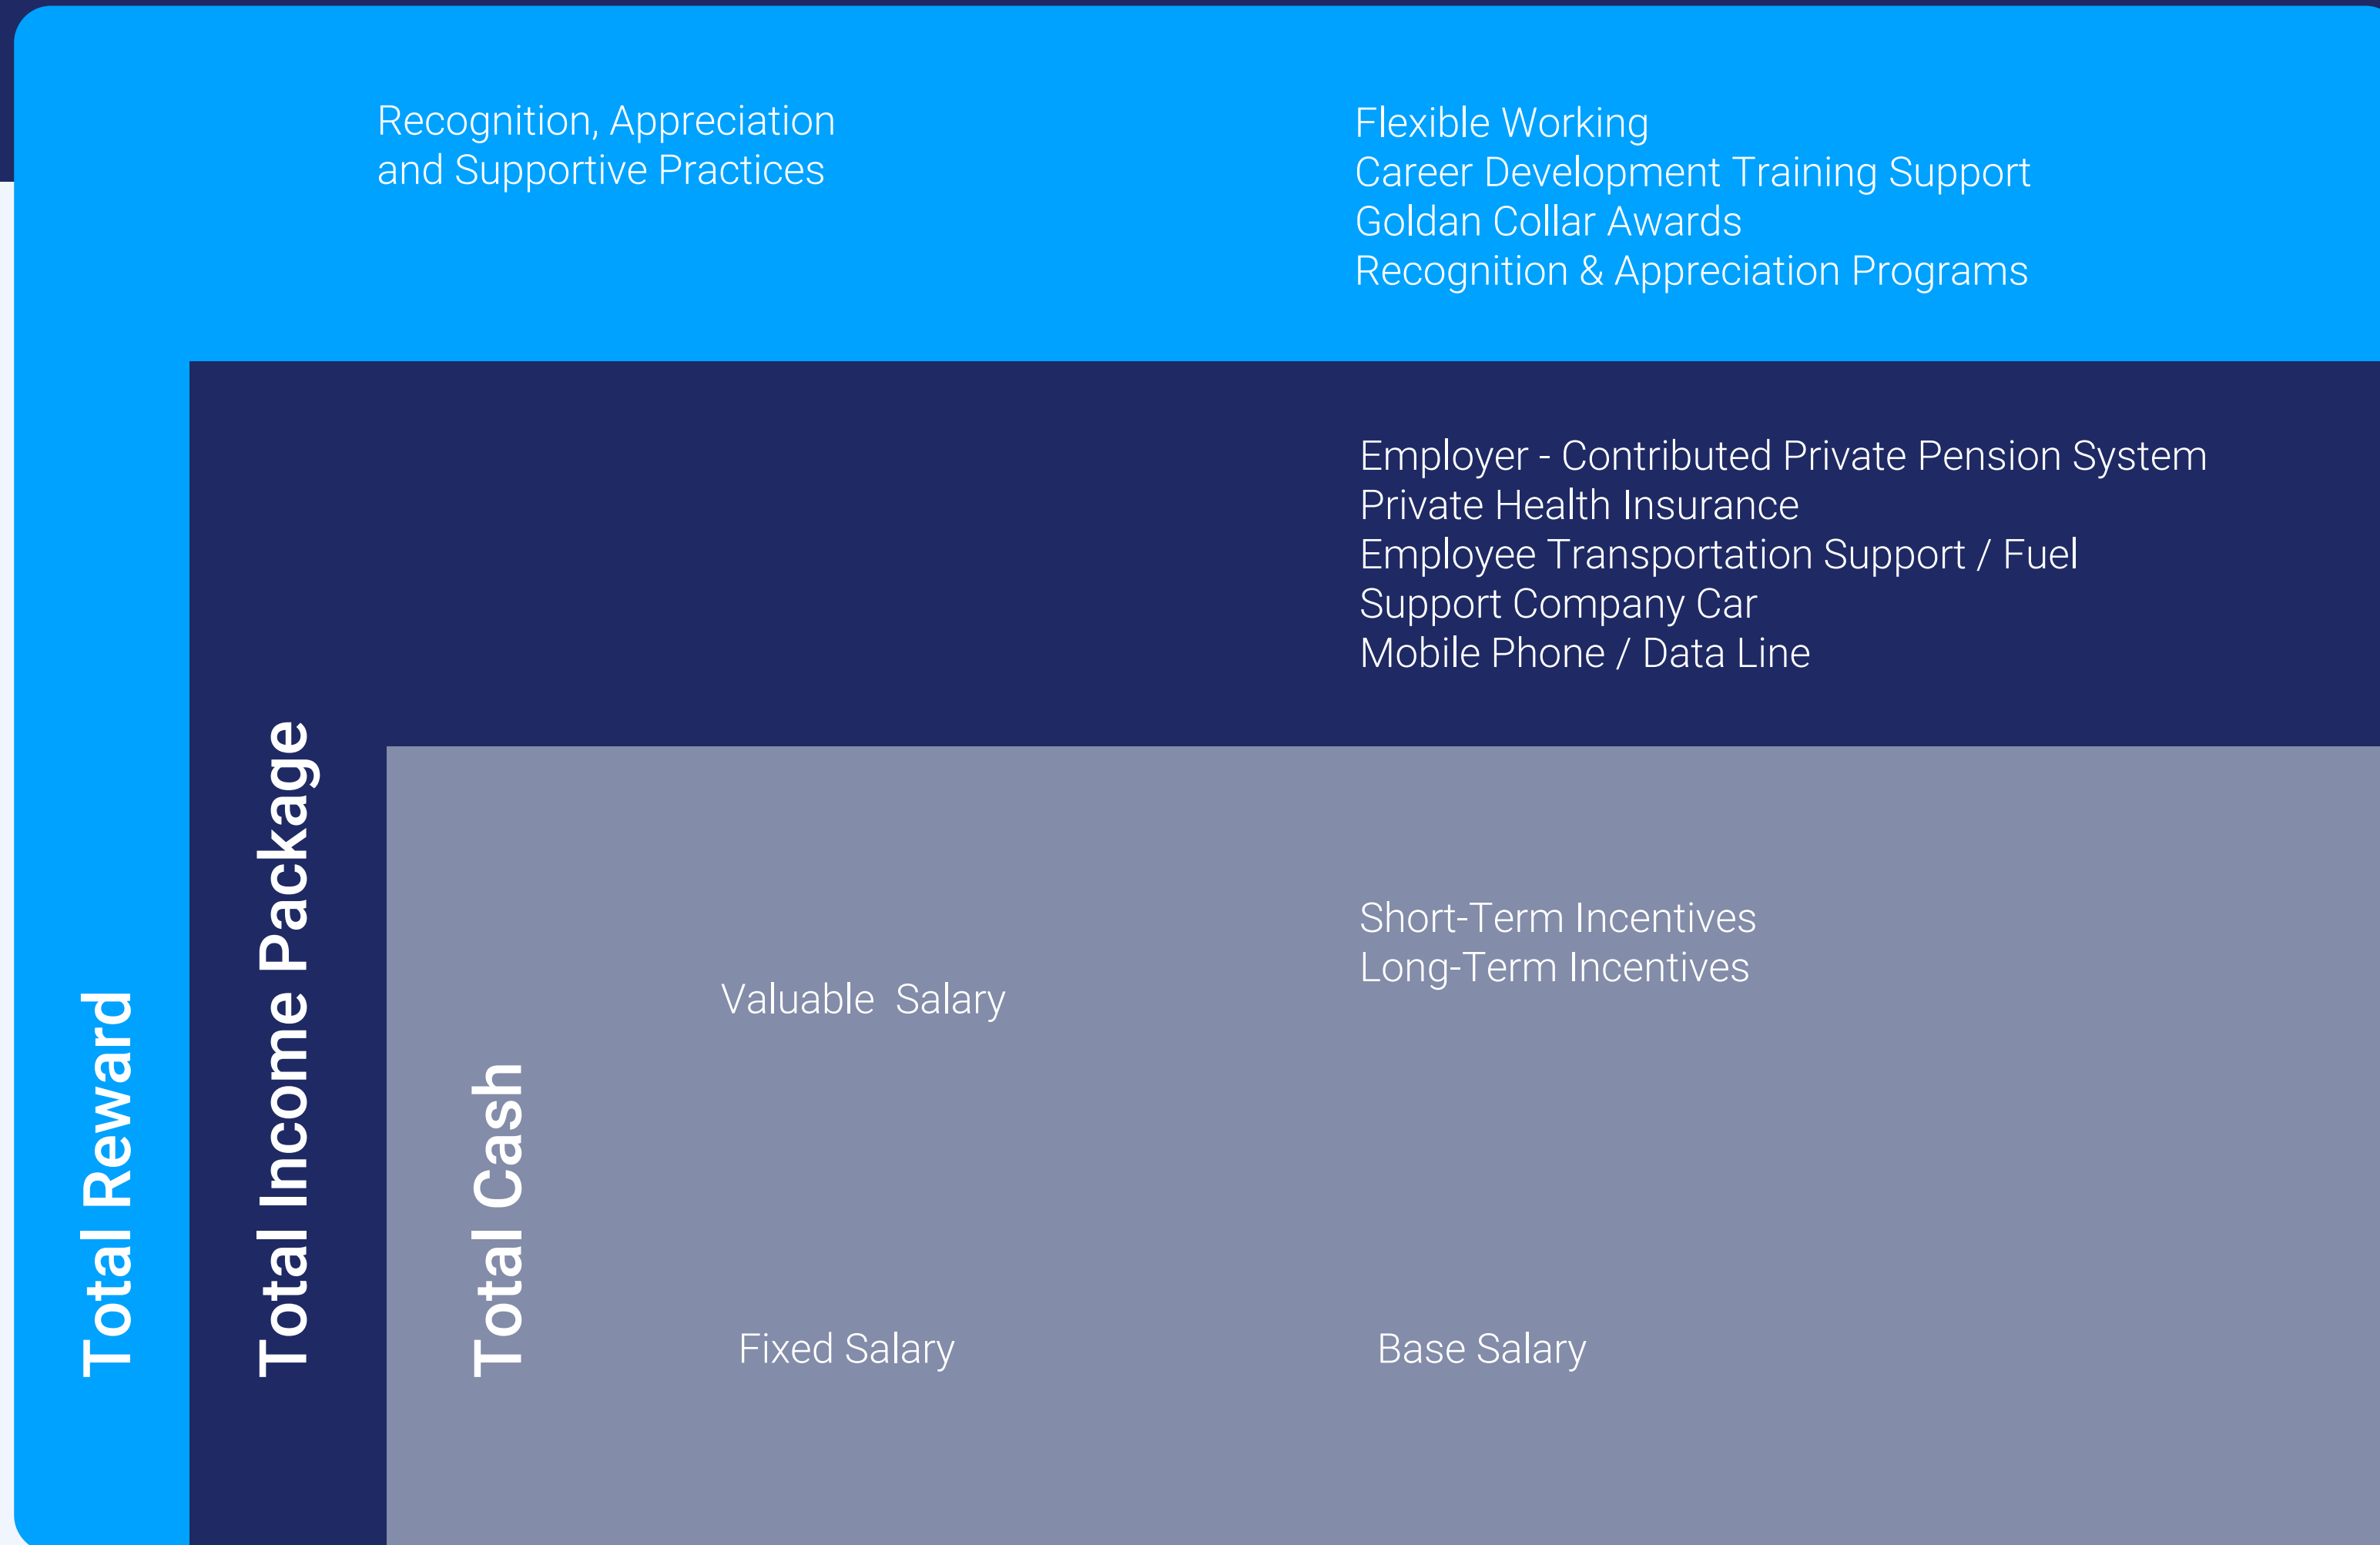 Recognition, Appreciation
and Supportive Practices
Flexible Working
Career Development Training Support
Goldan Collar Awards
Recognition & Appreciation Programs
Employer - Contributed Private Pension System
Private Health Insurance
Employee Transportation Support / Fuel
Support Company Car
Mobile Phone / Data Line
Short-Term Incentives
Long-Term Incentives
Valuable  Salary
Fixed Salary
Base Salary
Total Reward
Total Income Package
Total Cash